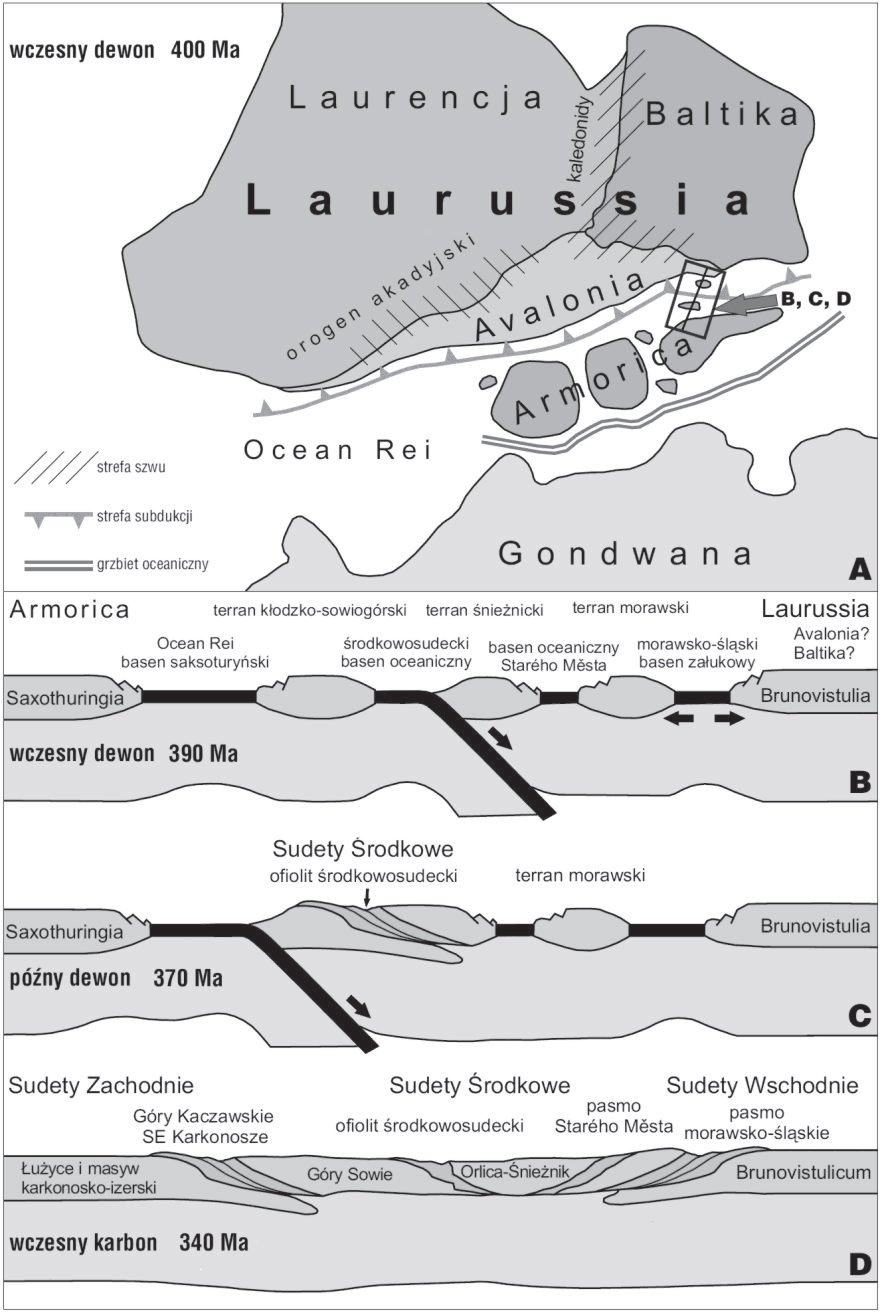 wczesny dewon 400 Ma
Laurencja
kaledonidy
Baltika
Laurussia
orogen akadyjski
Avalonia
B, C, D
Armorica
Ocean Rei
strefa szwu
strefa subdukcji
grzbiet oceaniczny
Gondwana
A
Armorica
terran kłodzko-sowiogórski
terran śnieżnicki
terran morawski
Laurussia
Avalonia?
Baltika?
Ocean Rei
basen saksoturyński
środkowosudecki
basen oceaniczny
basen oceaniczny
Starého Města
morawsko-śląski
basen załukowy
Saxothuringia
Brunovistulia
wczesny dewon 390 Ma
B
Sudety Środkowe
ofiolit środkowosudecki
terran morawski
Saxothuringia
Brunovistulia
późny dewon 370 Ma
C
Sudety Zachodnie
Sudety Środkowe
Sudety Wschodnie
Góry Kaczawskie
SE Karkonosze
ofiolit środkowosudecki
pasmo
Starého Města
pasmo
morawsko-śląskie
Łużyce i masyw
karkonosko-izerski
Góry Sowie
Orlica-Śnieżnik
Brunovistulicum
wczesny karbon 340 Ma
D